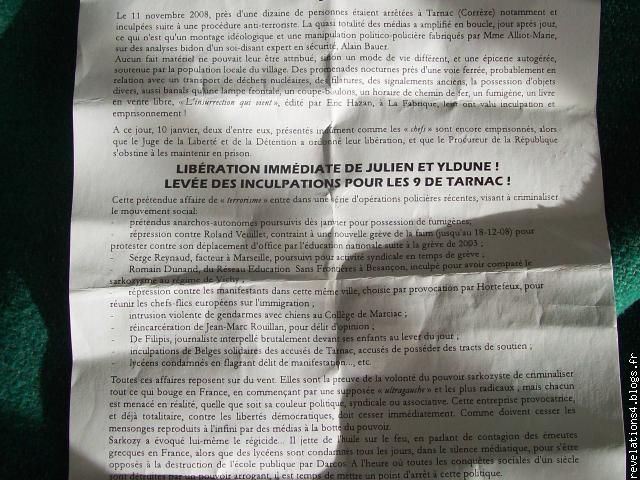 Le 11 novembre 2008, près d'une dizaine de personnes étaient arrêtées à Tarnac (Corrèze) notamment et
inculpées suite à une procédure anti-terroriste. La quasi totalité des médias a amplifié en boucle, jour après jour,
ce qui n'est qu'un montage idéologique et une manipulation politico-policière fabriqués par Mme Alliot-Marie,
sur des analyses bidon d'un soi-disant expert en sécurité, Alain Bauer.
Aucun fait matériel ne pouvait leur être attribué, selon un mode de vie différent, et une épicerie autogérée,
soutenue par la population locale du village. Des promenades nocturnes près d'une voie ferrée, probablement en
relation avec un transport de déchets nucléaires, des filatures, des signalements anciens, la possession d'objets
divers, aussi banals qu'une lampe frontale, un coupe-boulons, un horaire de chemin de fer, un fumigène, un livre
en vente libre, « L'insurrection qui vient », édité par Eric Hazan, à La Fabrique, leur ont valu inculpation et
emprisonnement !
A ce jour, 10 janvier, deux d'entre eux, présentés indûment comme les « chefs » sont encore emprisonnés, alors
que le Juge de la Liberté et de la Détention a ordonné leur libération, et que le Procureur de la République
s'obstine à les maintenir en prison.
LIBÉRATION IMMÉDIATE DE JULIEN ET YLDUNE !
LEVÉE DES INCULPATIONS POUR LES 9 DE TARNAC !
Cette prétendue affaire de « terrorisme » entre dans une série d'opérations policières récentes, visant à criminaliser
le mouvement social:
- prétendus anarchos-autonomes poursuivis dès janvier pour possession de fumigènes;
- répression contre Roland Veuillet, contraint à une nouvelle grève de la faim (jusqu'au 18-12-08) pour
protester contre son déplacement d'office par l'éducation nationale suite à la grève de 2003 ;
- Serge Reynaud, facteur à Marseille, poursuivi pour activité syndicale en temps de grève ;
- Romain Dunand, du Réseau Education Sans Frontières à Besançon, inculpé pour avoir comparé le
sarkozysme au régime de Vichy ;
- répression contre les manifestants dans cette même ville, choisie par provocation par Hortefeux, pour
réunir les chefs-flics européens sur l'immigration ;
- intrusion violente de gendarmes avec chiens au Collège de Marciac ;
- réincarcération de Jean-Marc Rouillan, pour délit d'opinion ;
- De Filipis, journaliste interpellé brutalement devant ses enfants au lever du jour ;
- inculpations de Belges solidaires des accusés de Tarnac, accusés de posséder des tracts de soutien ;
- lycéens condamnés en flagrant délit de manifestation..., etc.
Toutes ces affaires reposent sur du vent. Elles sont la preuve de la volonté du pouvoir sarkozyste de criminaliser
tout ce qui bouge en France, en commençant par une supposée « ultragauche » et les plus radicaux ; mais chacun
est menacé en réalité, quelle que soit sa couleur politique, syndicale ou associative. Cette entreprise provocatrice,
et déjà totalitaire, contre les libertés démocratiques, doit cesser immédiatement. Comme doivent cesser les
mensonges reproduits à l'infini par des médias à la botte du pouvoir.
Sarkozy a évoqué lui-même le régicide... Il jette de l'huile sur le feu, en parlant de contagion des émeutes
grecques en France, alors que des lycéens sont condamnés tous les jours, dans le silence médiatique, pour s'être
opposés à la destruction de l'école publique par Darcos. A l'heure où toutes les conquêtes sociales d'un siècle
sont détruites par un pouvoir arrogant, il est temps de mettre un point d'arrêt à cette politique.
revelations4.blogs.fr